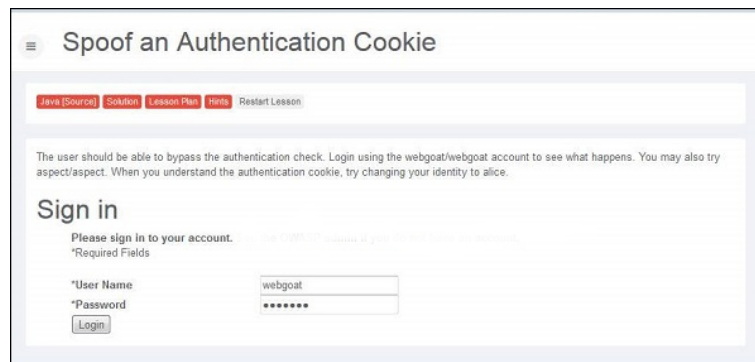 Spoof an Authentication Cookie
Java [Source] Solution Lesson Plan Hints Restart Lesson
The user should be able to bypass the authentication check. Login using the webgoat/webgoat account to see what happens. You may also try
aspect/aspect. When you understand the authentication cookie, try changing your identity to alice.
Sign in
Please sign in to your account.
*Required Fields
*User Name webgoat
*Password •••••••
Login